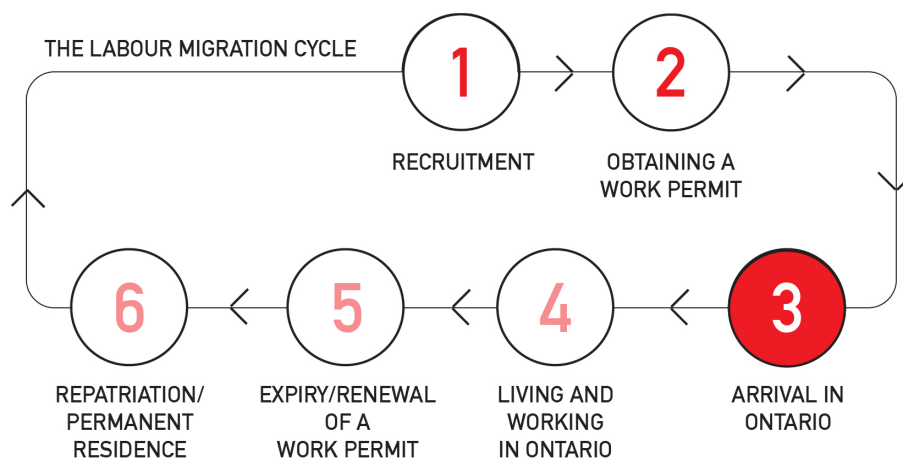 THE LABOUR MIGRATION CYCLE
1
RECRUITMENT
2
OBTAINING A
WORK PERMIT
3
ARRIVAL IN
ONTARIO
4
LIVING AND
WORKING
IN ONTARIO
5
EXPIRY/RENEWAL
OF A
WORK PERMIT
6
REPATRIATION/
PERMANENT
RESIDENCE